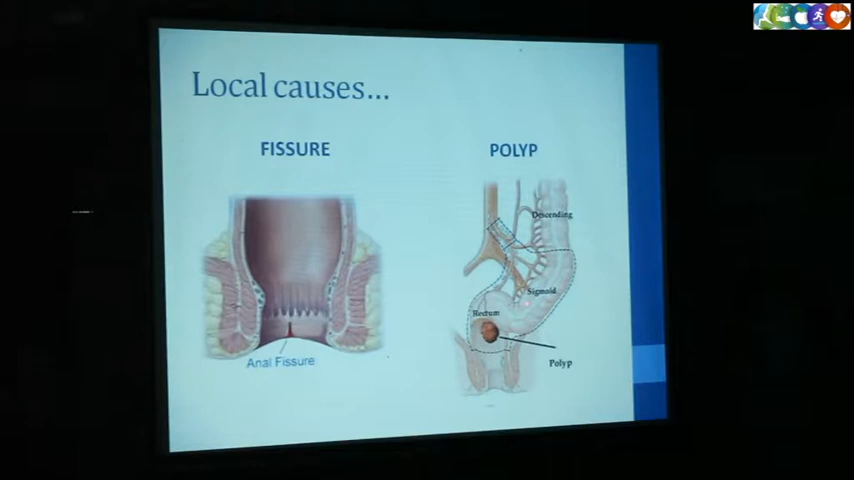 Local causes...
FISSURE
POLYP
Descending
Sigmoid
Rectum
Anal Fissure
Polyp